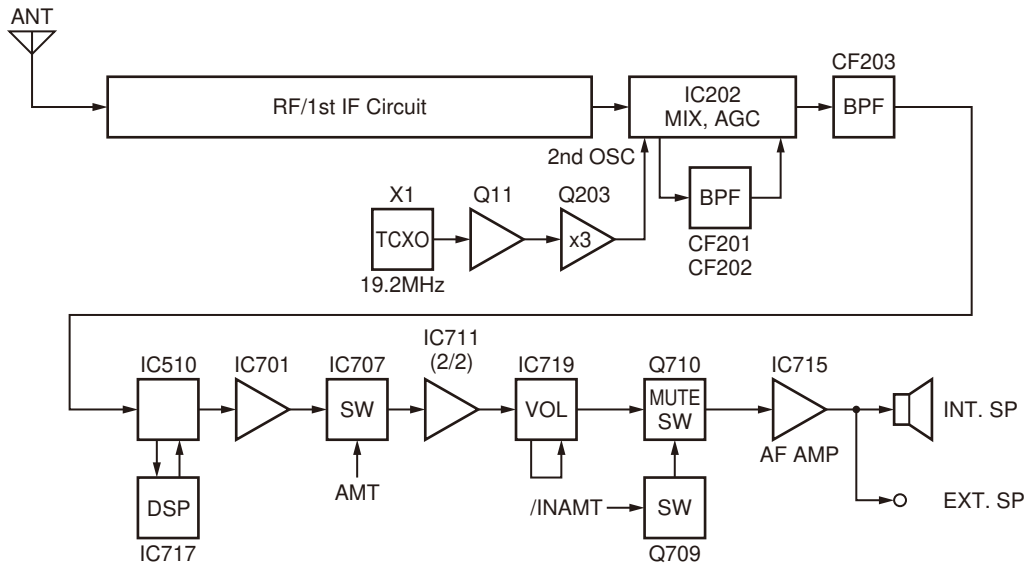 ANT
CF203
RF/1st IF Circuit
IC202
MIX, AGC
BPF
2nd OSC
X1
Q11
Q203
BPF
TCXO
x3
CF201
CF202
19.2MHz
IC510
IC701
IC707
IC711
(2/2)
IC719
Q710
IC715
SW
VOL
MUTE
SW
INT. SP
AF AMP
DSP
AMT
/INAMT
SW
EXT. SP
IC717
Q709